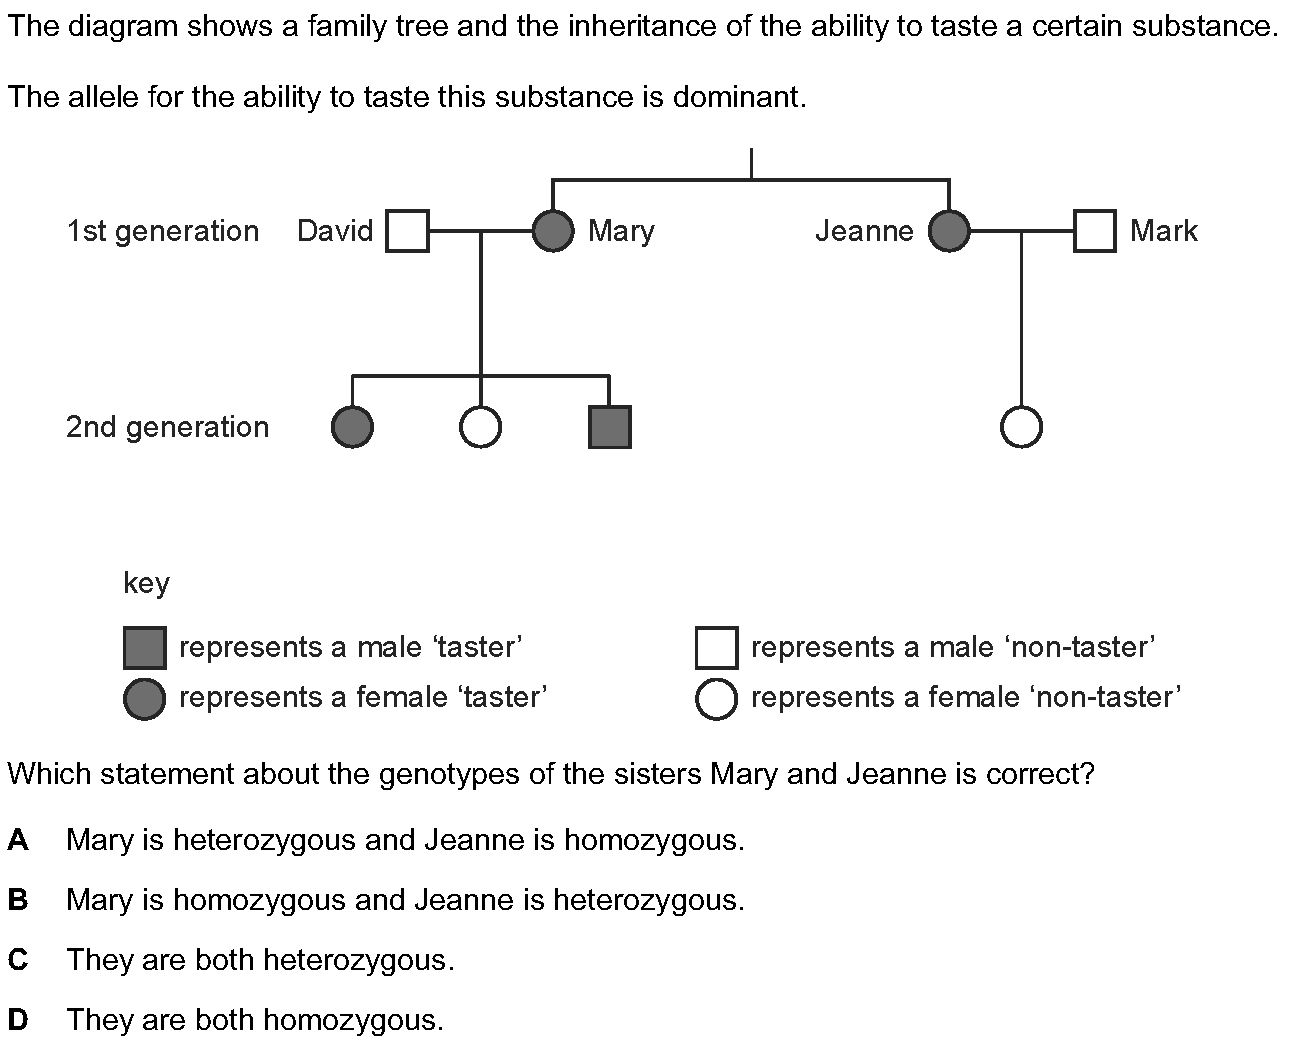 The diagram shows a family tree and the inheritance of the ability to taste a certain substance.
The allele for the ability to taste this substance is dominant.
1st generation David Mary Jeanne Mark
2nd generation
key
represents a male ‘taster’ represents a male ‘non-taster’
represents a female ‘taster’ represents a female ‘non-taster’
Which statement about the genotypes of the sisters Mary and Jeanne is correct?
A Mary is heterozygous and Jeanne is homozygous.
B Mary is homozygous and Jeanne is heterozygous.
C They are both heterozygous.
D They are both homozygous.